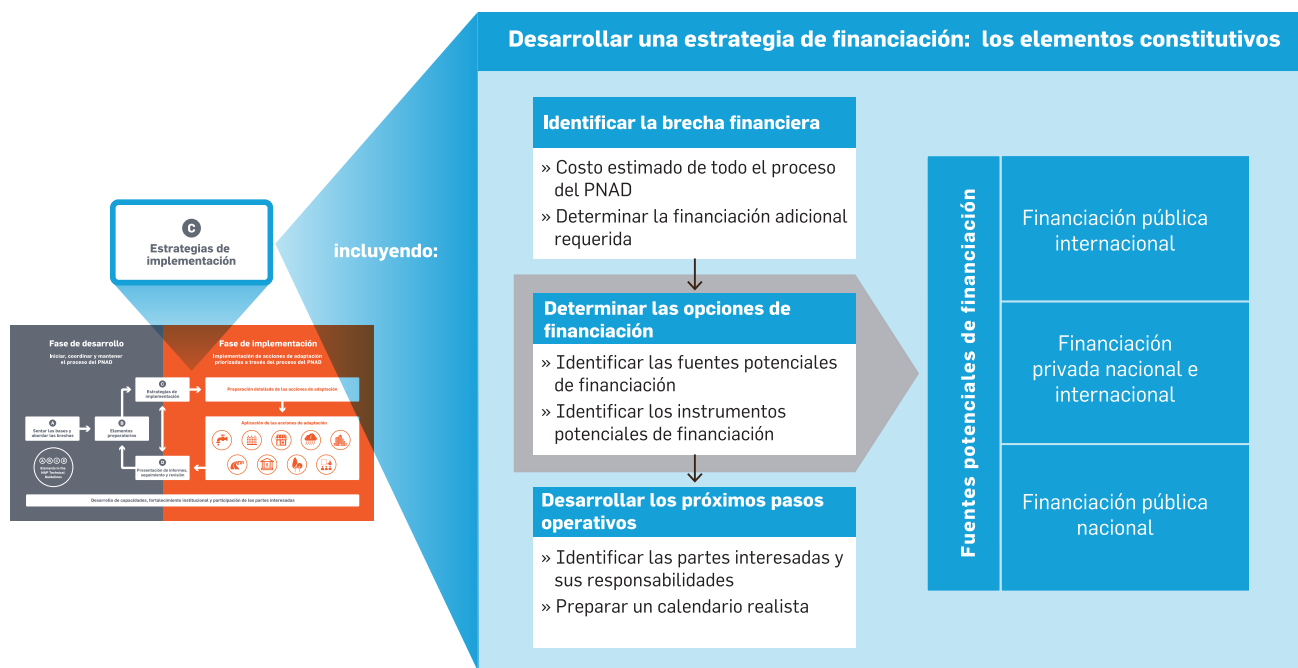 Desarrollar una estrategia de financiación: los elementos constitutivos
Identificar la brecha financiera
» Costo estimado de todo el proceso
del PNAD
» Determinar la financiación adicional
requerida
C
Estrategias de
implementación
incluyendo:
Determinar las opciones de
financiación
» Identificar las fuentes potenciales
de financiación
» Identificar los instrumentos
potenciales de financiación
Desarrollar los próximos pasos
operativos
» Identificar las partes interesadas y
sus responsabilidades
» Preparar un calendario realista
Fuentes potenciales de financiación
Financiación pública
internacional
Financiación
privada nacional e
internacional
Financiación pública
nacional
Fase de desarrollo
Iniciar, coordinar y mantener
el proceso del PNAD
Fase de implementación
Implementación de acciones de adaptación
priorizadas a través del proceso del PNAD
C
Estrategias de
implementación
Preparación detallada de las acciones de adaptación
A
Sentar las bases y
abordar las brechas
B
Elementos
preparatorios
Aplicación de las acciones de adaptación
D
Presentación de informes,
seguimiento y revisión
A B C D
Elements in the
NAP Technical
Guidelines
Desarrollo de capacidades, fortalecimiento institucional y participación de las partes interesadas